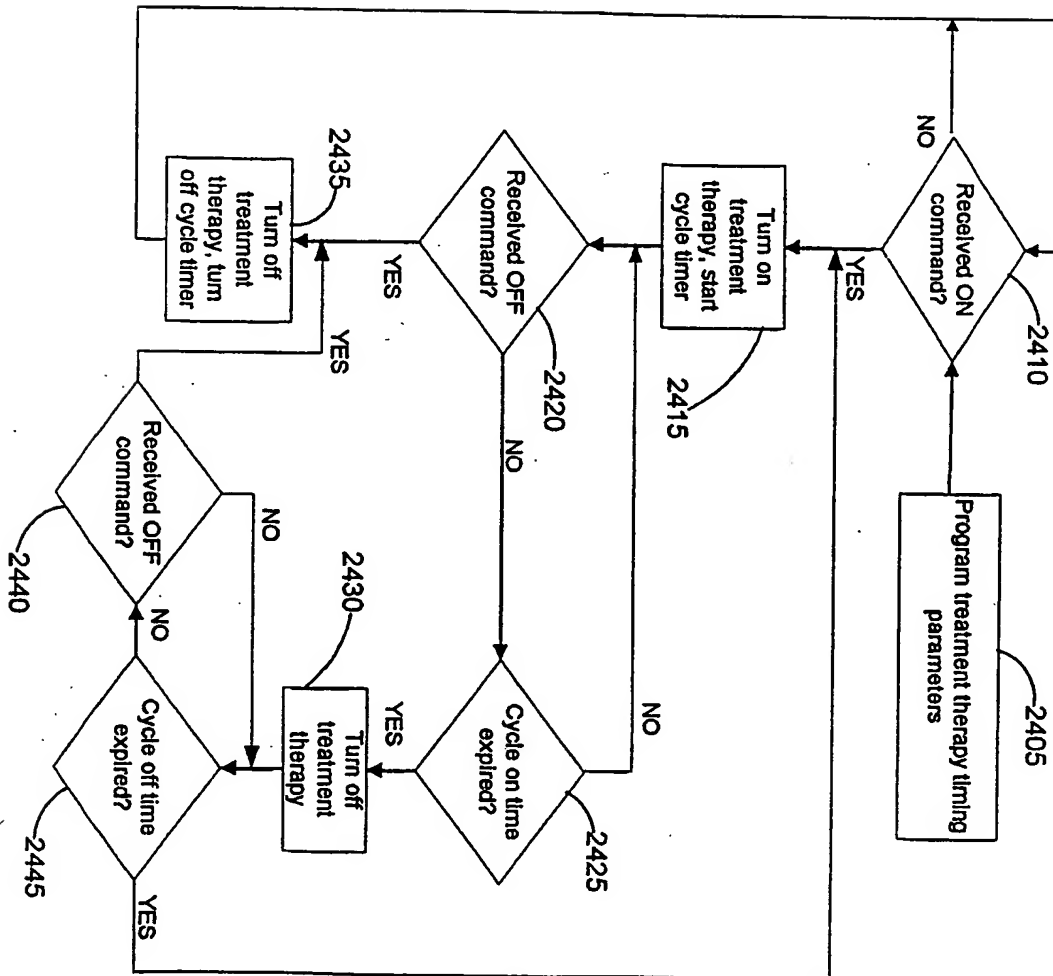 2405
Program treatment therapy timing
parameters
2410
Received ON
command?
NO
YES
2415
Turn on
treatment
therapy, start
cycle timer
2420
Received OFF
command?
NO
YES
2425
Cycle on time
expired?
NO
YES
2430
Turn off
treatment
therapy
2435
Turn off
treatment
therapy, turn
off cycle timer
2440
Received OFF
command?
YES
NO
2445
Cycle off time
expired?
NO
YES